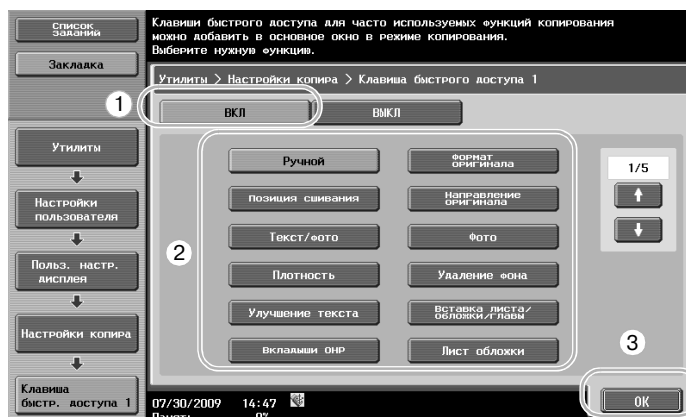 Список
заданий
Закладка
Клавиши быстрого доступа для часто используемых функций копирования
можно добавить в основное окно в режиме копирования.
Выберите нужную функцию.
Утилиты > Настройки копира > Клавиша быстрого доступа 1
1
ВКЛ
ВЫКЛ
Утилиты
Настройки
пользователя
Польз. настр.
дисплея
Настройки копира
Клавиша
быстр. доступа 1
2
Ручной
Формат
оригинала
Позиция сшивания
Направление
оригинала
Текст/фото
Фото
Плотность
Удаление фона
Улучшение текста
Вставка листа/
обложки/главы
Вкладыши OHP
Лист обложки
1/5
3
OK
07/30/2009 14:47
Память: 0%